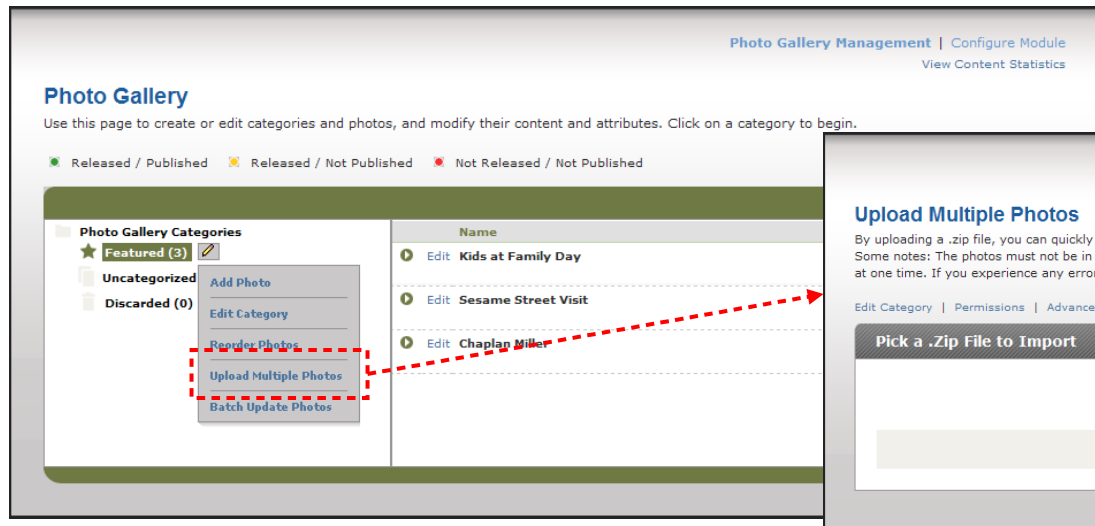 Photo Gallery Management | Configure Module
View Content Statistics
Photo Gallery
Use this page to create or edit categories and photos, and modify their content and attributes. Click on a category to begin.
Released / Published Released / Not Published Not Released / Not Published
Photo Gallery Categories
Featured (3)
Uncategorized
Discarded (0)
Add Photo
Edit Category
Reorder Photos
Upload Multiple Photos
Batch Update Photos
Name
Edit Kids at Family Day
Edit Sesame Street Visit
Edit Chaplan Miller
Upload Multiple Photos
By uploading a .zip file, you can quickly
Some notes: The photos must not be in
at one time. If you experience any erro
Edit Category | Permissions | Advance
Pick a .Zip File to Import